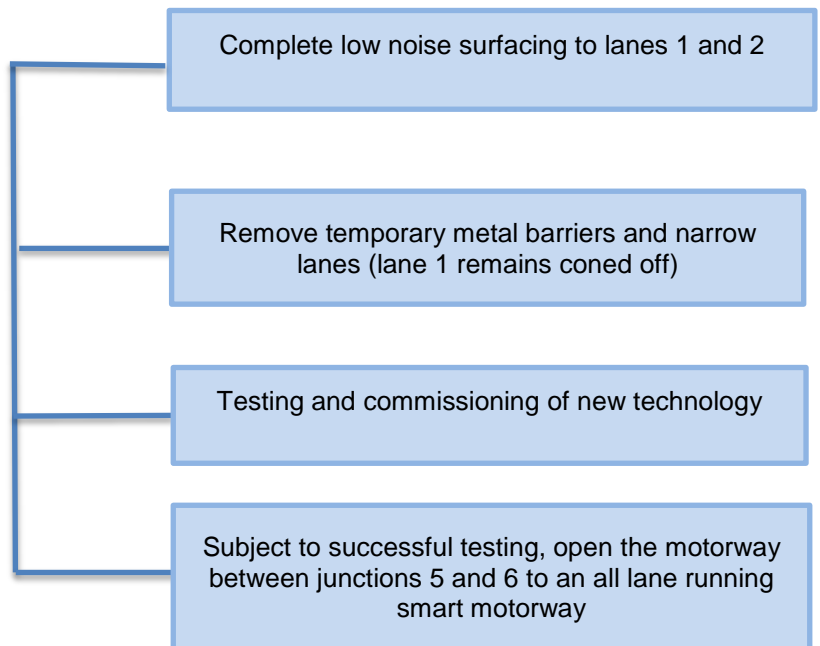 Complete low noise surfacing to lanes 1 and 2
Remove temporary metal barriers and narrow
lanes (lane 1 remains coned off)
Testing and commissioning of new technology
Subject to successful testing, open the motorway
between junctions 5 and 6 to an all lane running
smart motorway